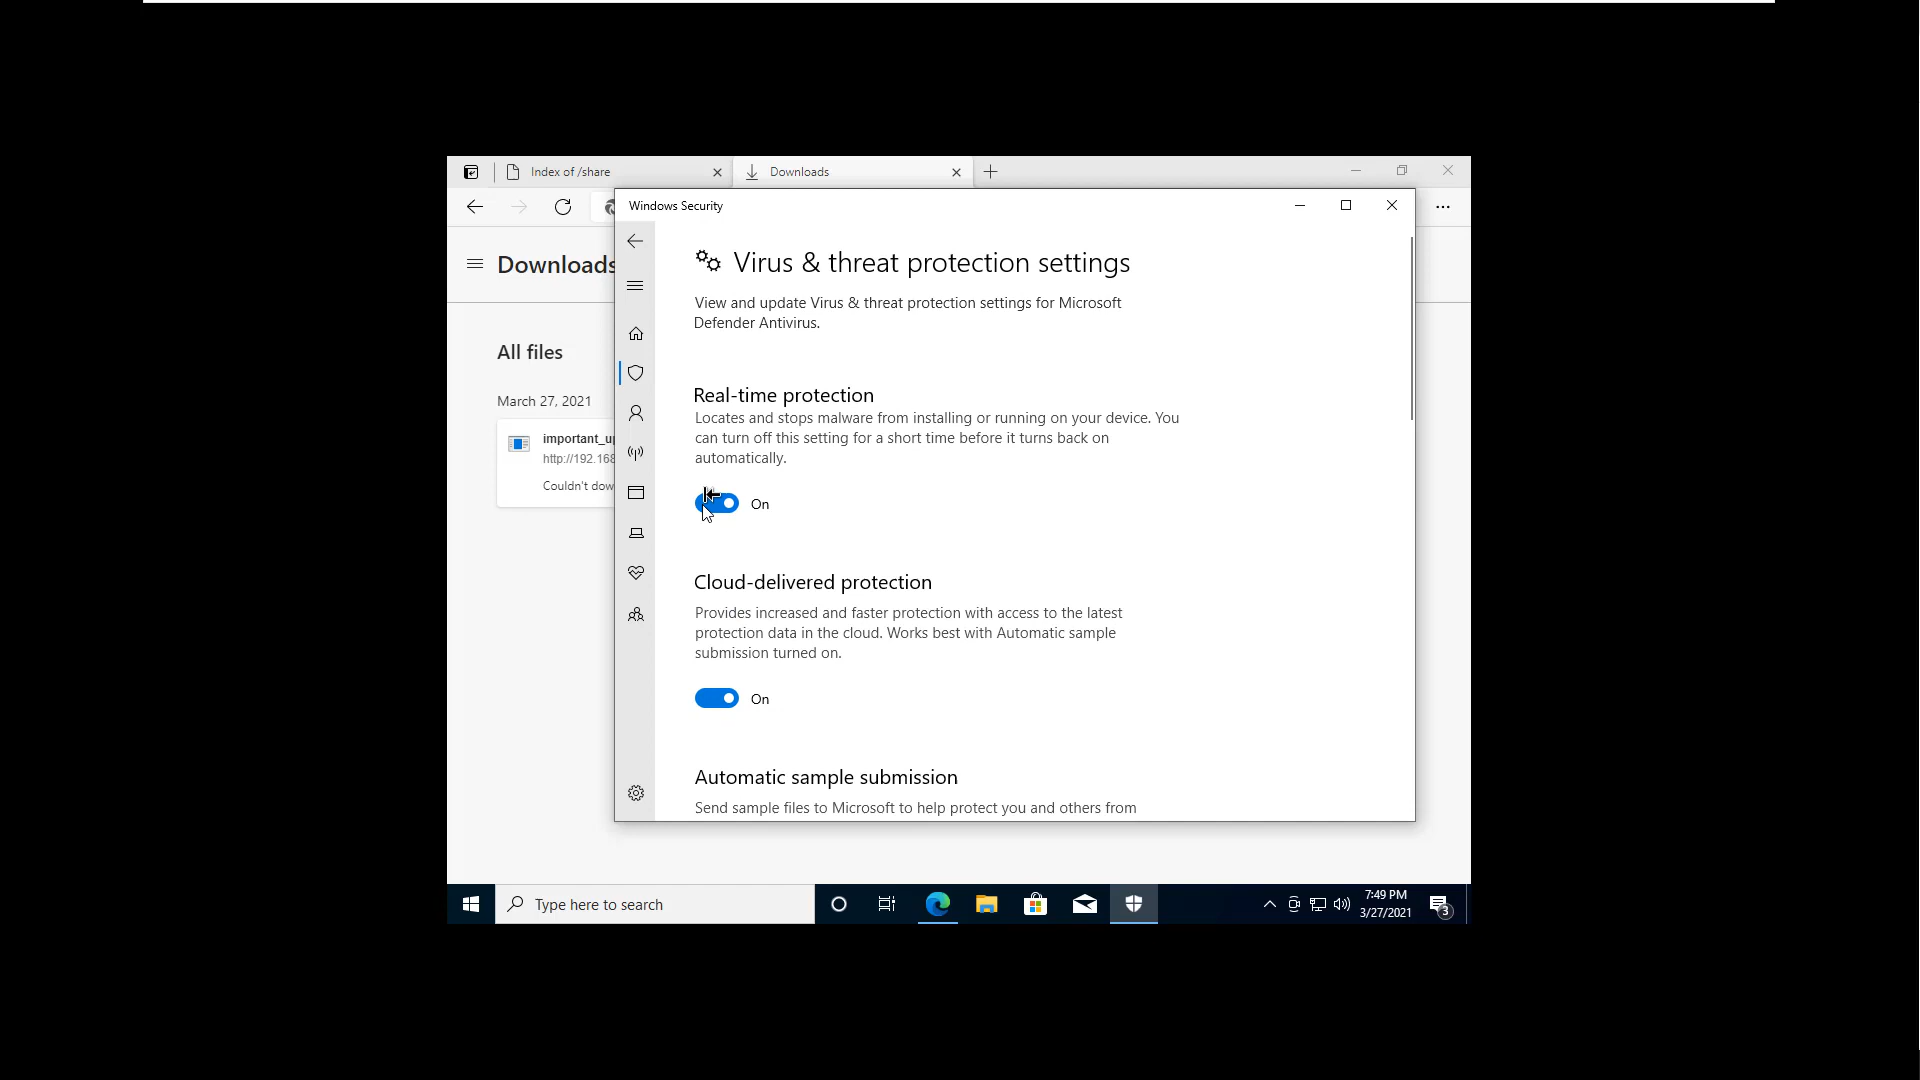 Index of /share
Downloads
Windows Security
Downloads
Virus & threat protection settings
View and update Virus & threat protection settings for Microsoft
Defender Antivirus.
All files
March 27, 2021
important_u
http://192.168
Couldn't dow
Real-time protection
Locates and stops malware from installing or running on your device. You
can turn off this setting for a short time before it turns back on
automatically.
On
Cloud-delivered protection
Provides increased and faster protection with access to the latest
protection data in the cloud. Works best with Automatic sample
submission turned on.
On
Automatic sample submission
Send sample files to Microsoft to help protect you and others from
Type here to search
7:49 PM
3/27/2021
3